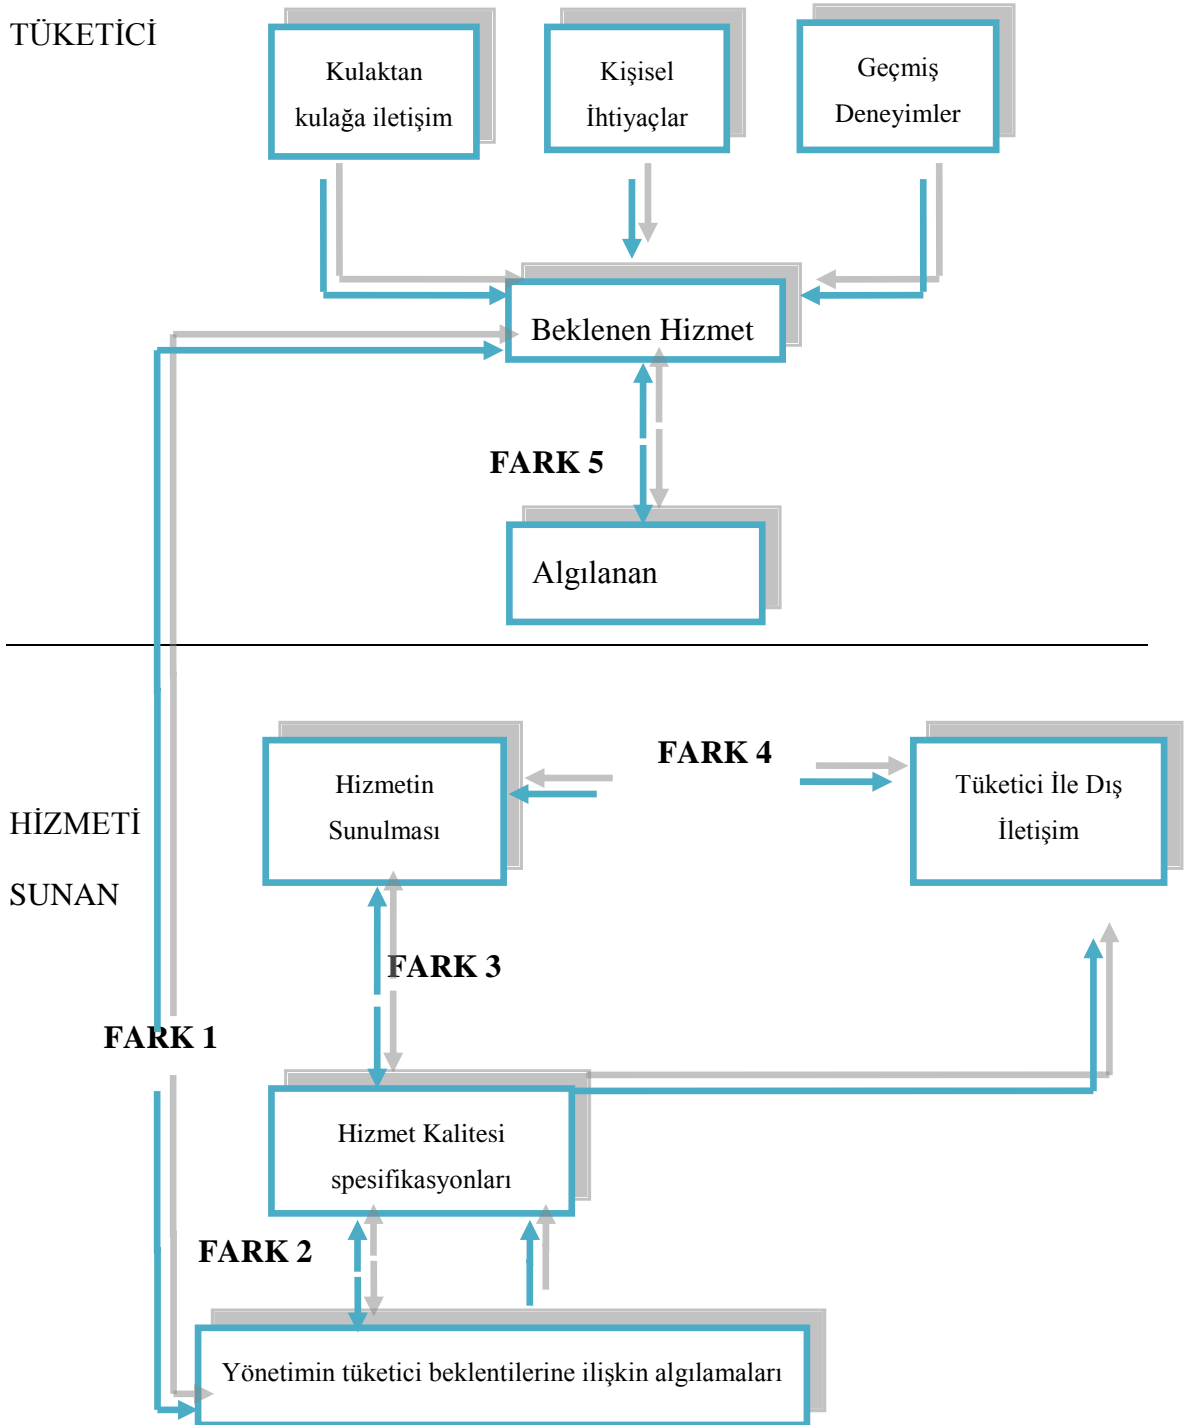 TÜKETİCİ
Kulaktan
kulağa iletişim
Kişisel
İhtiyaçlar
Geçmiş
Deneyimler
Beklenen Hizmet
FARK 5
Algılanan
FARK 4
Hizmetin
Sunulması
Tüketici İle Dış
İletişim
HİZMETİ
SUNAN
FARK 3
FARK 1
Hizmet Kalitesi
spesifikasyonları
FARK 2
Yönetimin tüketici beklentilerine ilişkin algılamaları